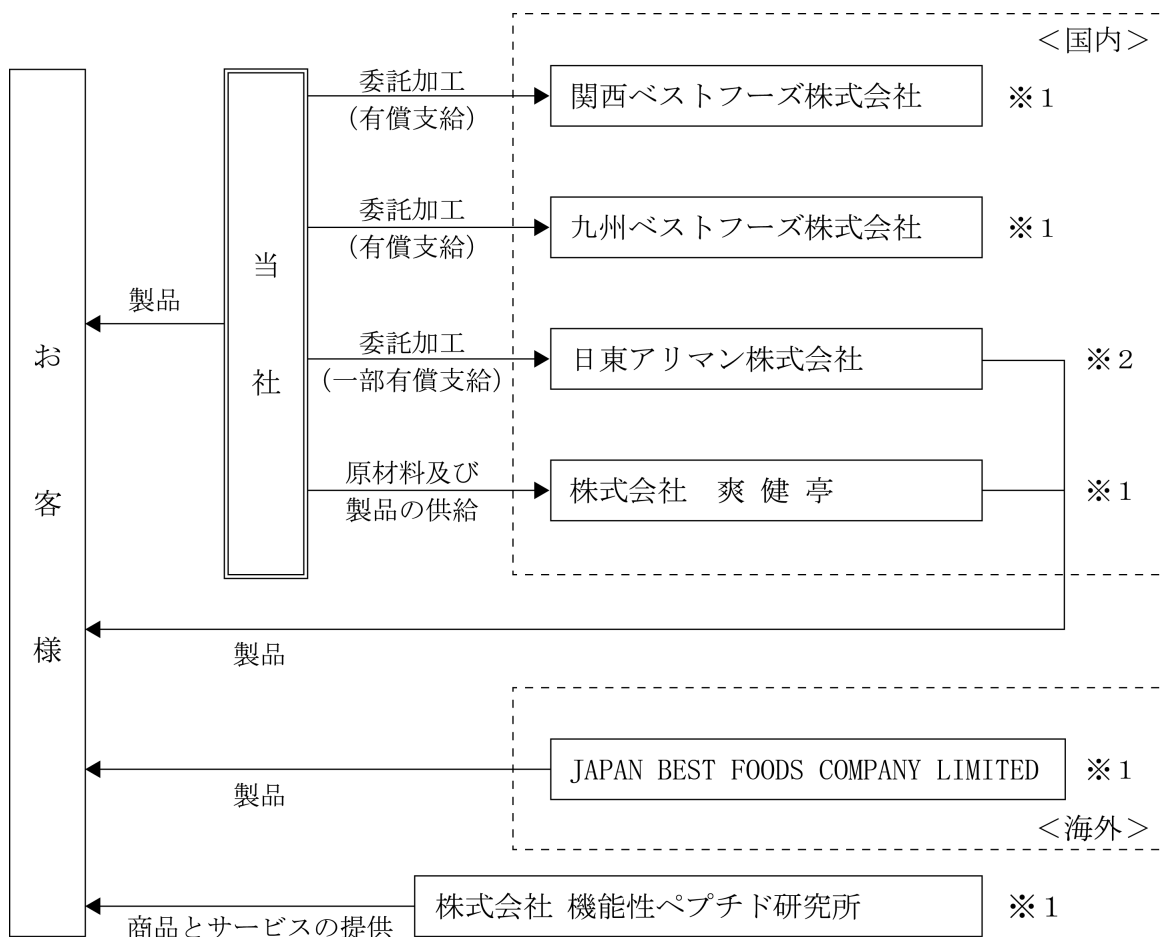 ＜国内＞
お客様
当社
製品
委託加工
（有償支給）
関西ベストフーズ株式会社
※１
委託加工
（有償支給）
九州ベストフーズ株式会社
※１
委託加工
（一部有償支給）
日東アリマン株式会社
※２
原材料及び
製品の供給
株式会社　爽 健 亭
※１
製品
製品
JAPAN BEST FOODS COMPANY LIMITED
※１
＜海外＞
商品とサービスの提供
株式会社 機能性ペプチド研究所
※１